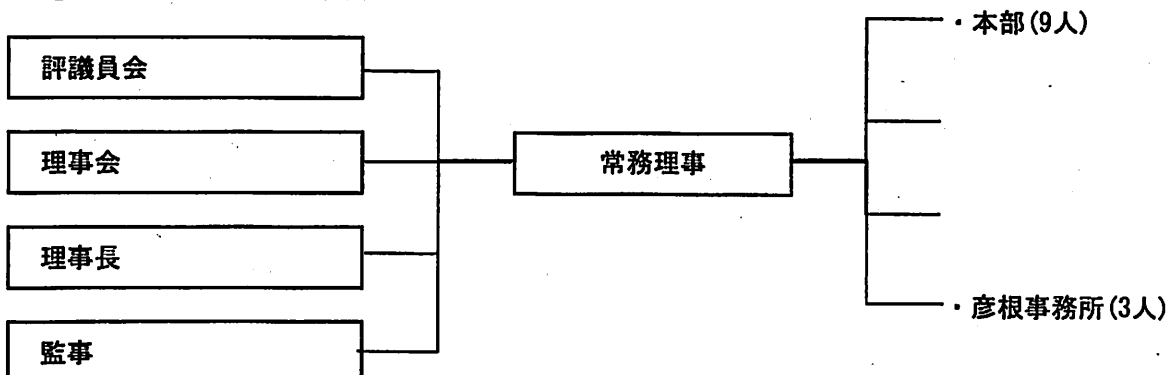 評議員会
理事会
理事長
監事
常務理事
・本部(9人)
・彦根事務所(3人)